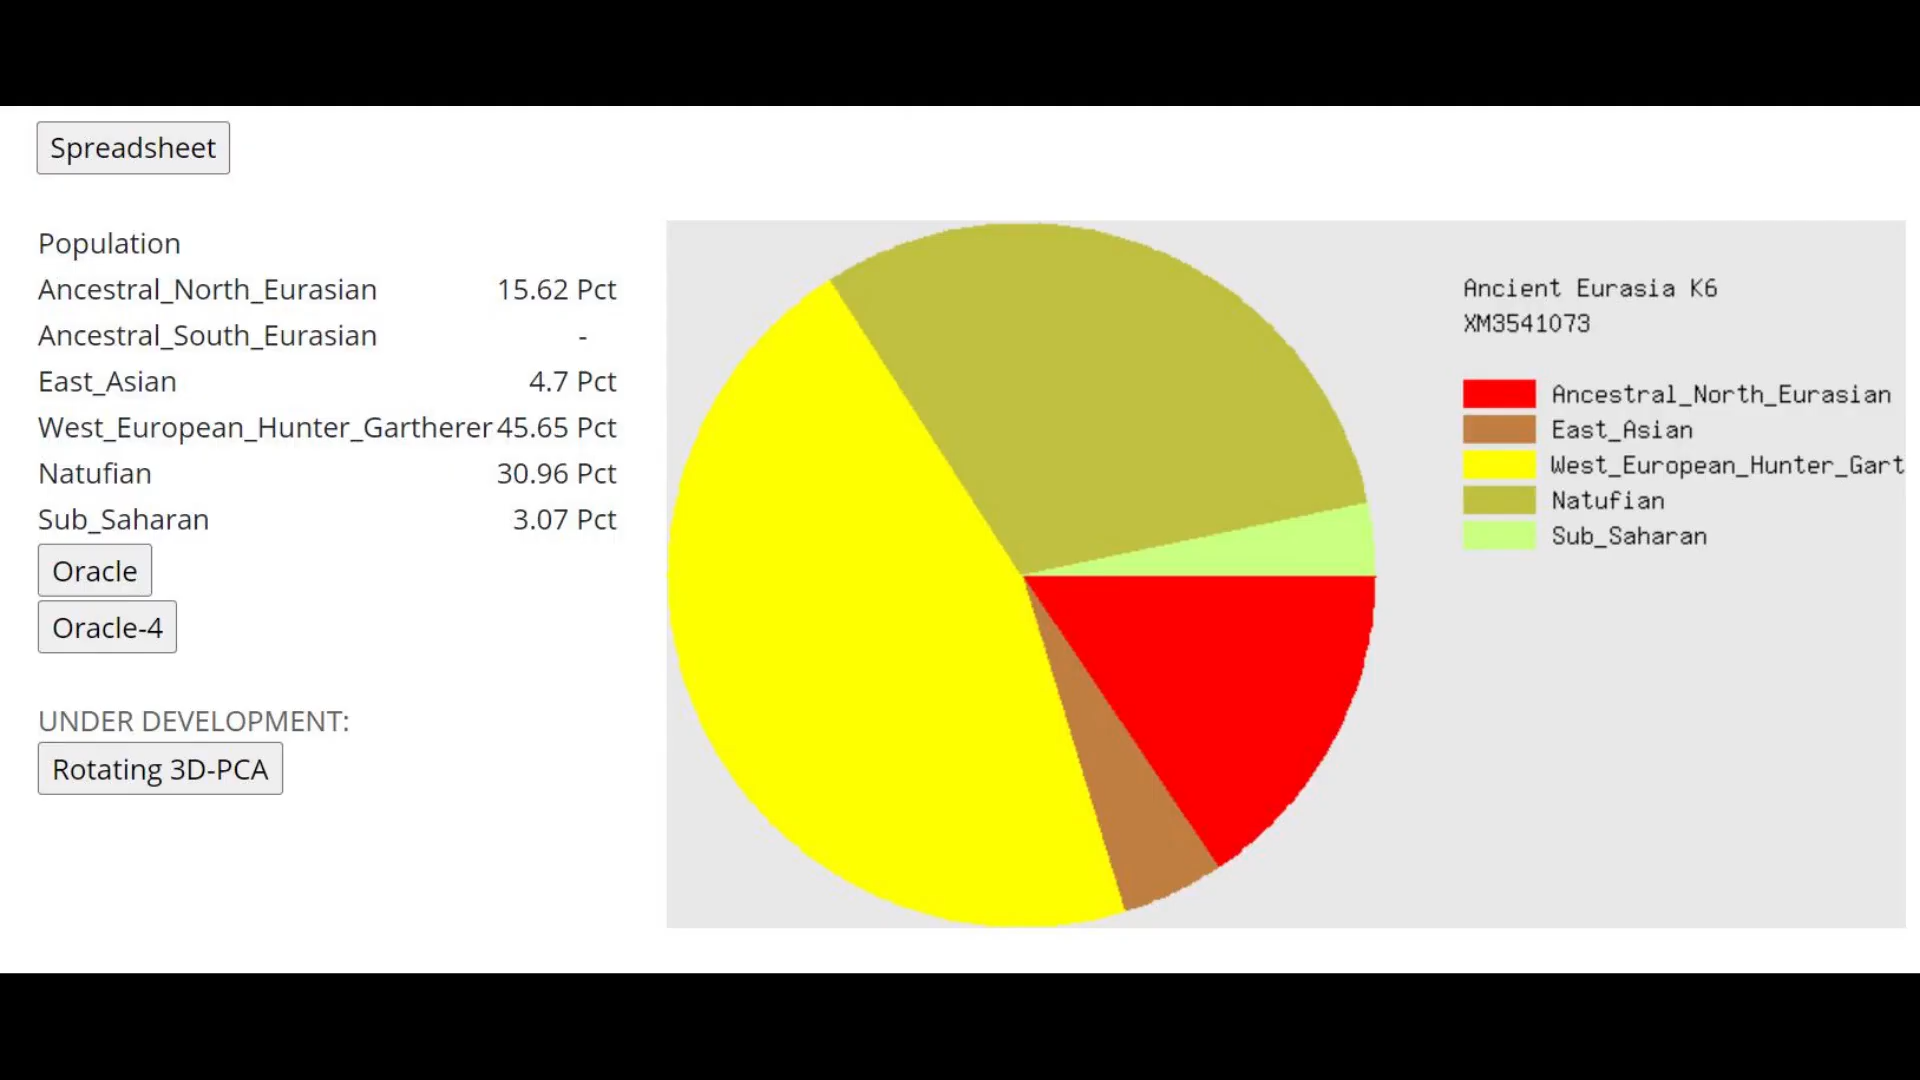 Spreadsheet
Population
Ancestral_North_Eurasian 15.62 Pct
Ancestral_South_Eurasian -
East_Asian 4.7 Pct
West_European_Hunter_Gartherer 45.65 Pct
Natufian 30.96 Pct
Sub_Saharan 3.07 Pct
Oracle
Oracle-4
UNDER DEVELOPMENT:
Rotating 3D-PCA
Ancient Eurasia K6
XM3541073
Ancestral_North_Eurasian
East_Asian
West_European_Hunter_Gart
Natufian
Sub_Saharan